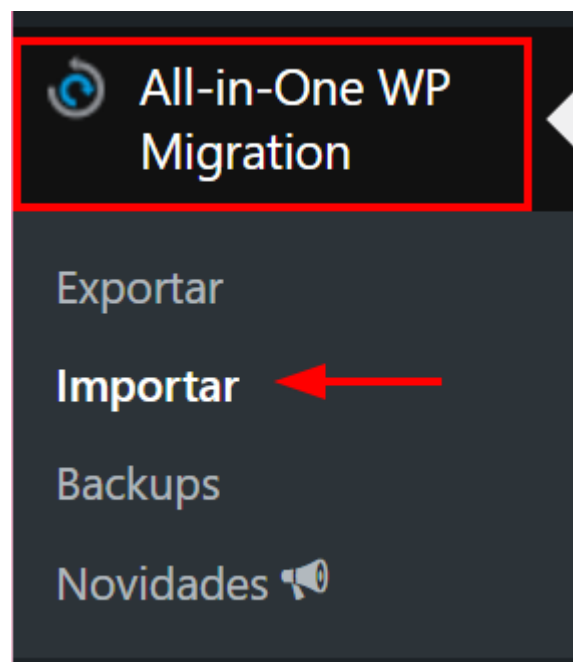 All-in-One WP
Migration
Exportar
Importar
Backups
Novidades